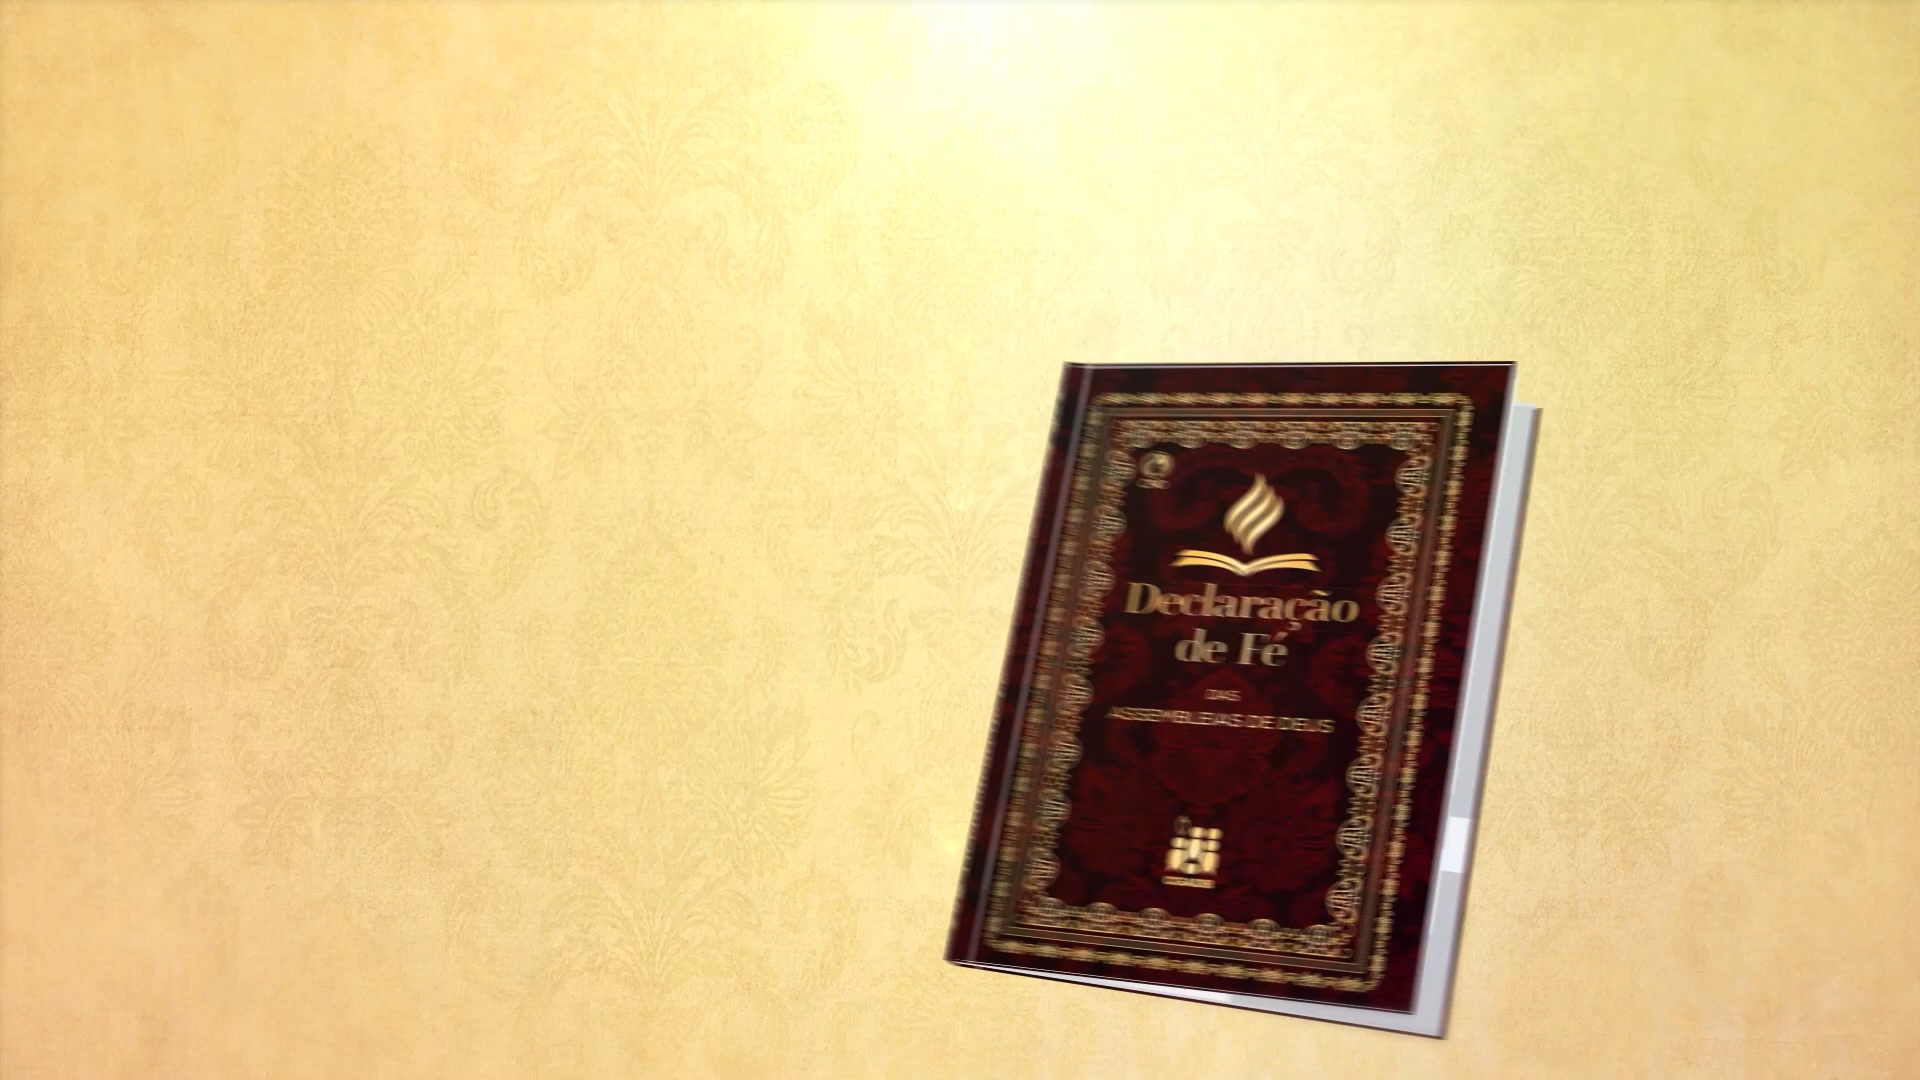 Declaração
de Fé
DAS
ASSEMBLEIAS DE DEUS